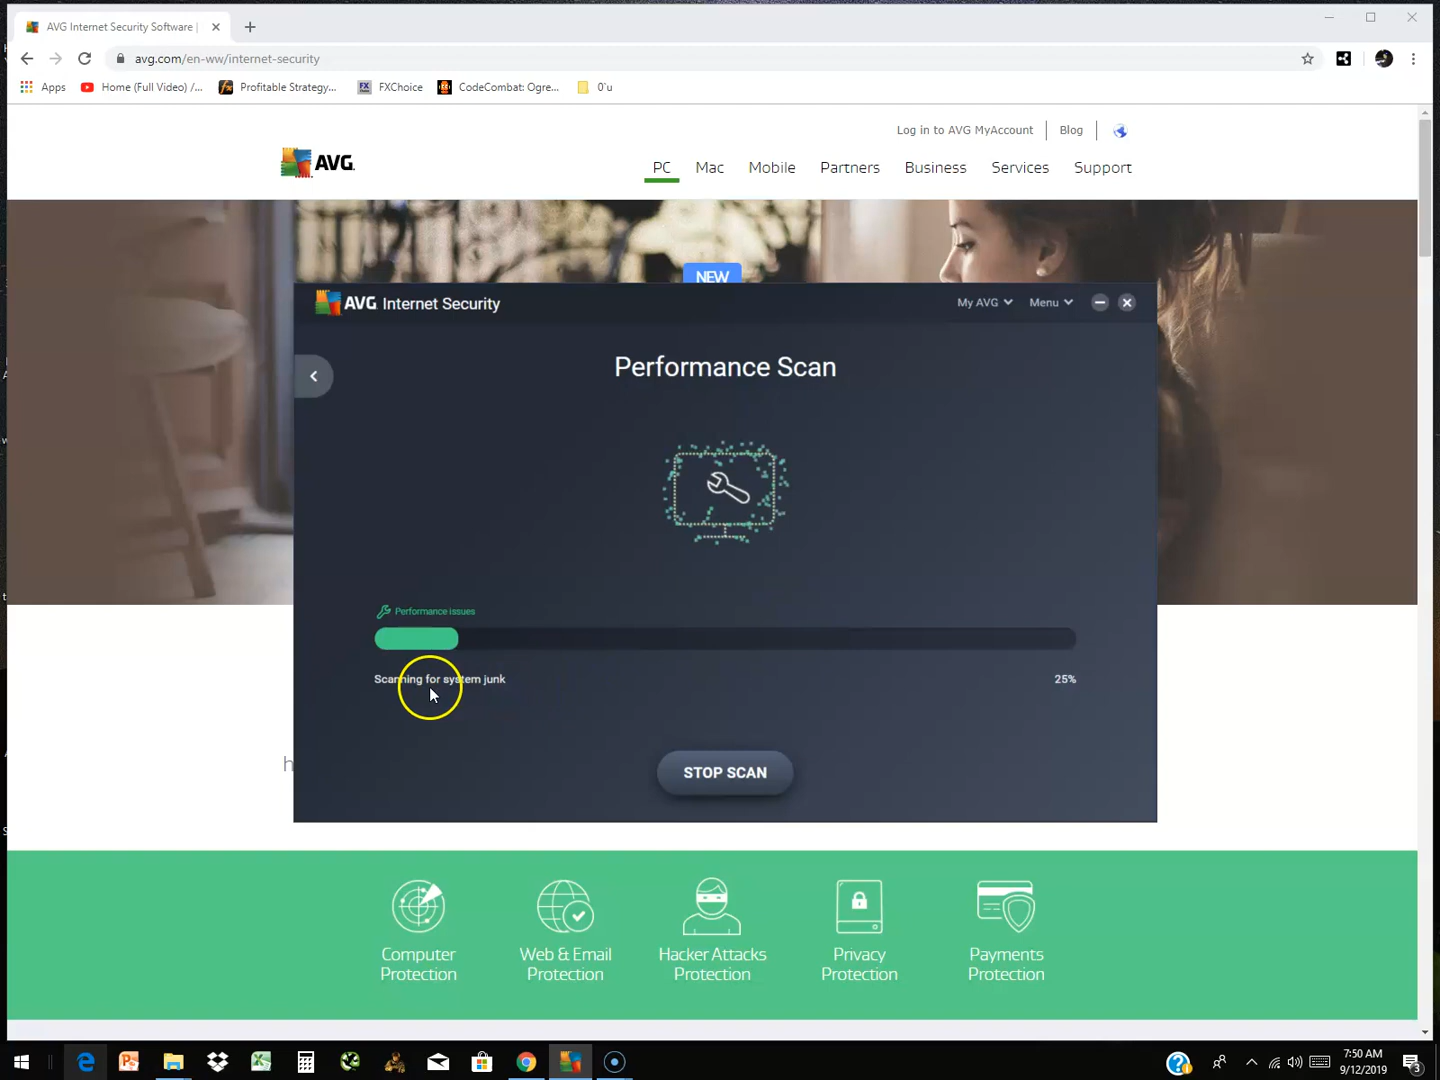 AVG Internet Security Software |
avg.com/en-ww/internet-security
Apps
Home (Full Video) /...
Profitable Strategy...
FX
FXChoice
CodeCombat: Ogre...
0`u
Log in to AVG MyAccount
Blog
AVG.
PC
Mac
Mobile
Partners
Business
Services
Support
NEW
AVG Internet Security
My AVG
Menu
Performance Scan
Performance issues
Scanning for system junk
25%
STOP SCAN
h
Computer
Protection
Web & Email
Protection
Hacker Attacks
Protection
Privacy
Protection
Payments
Protection
7:50 AM
9/12/2019
3